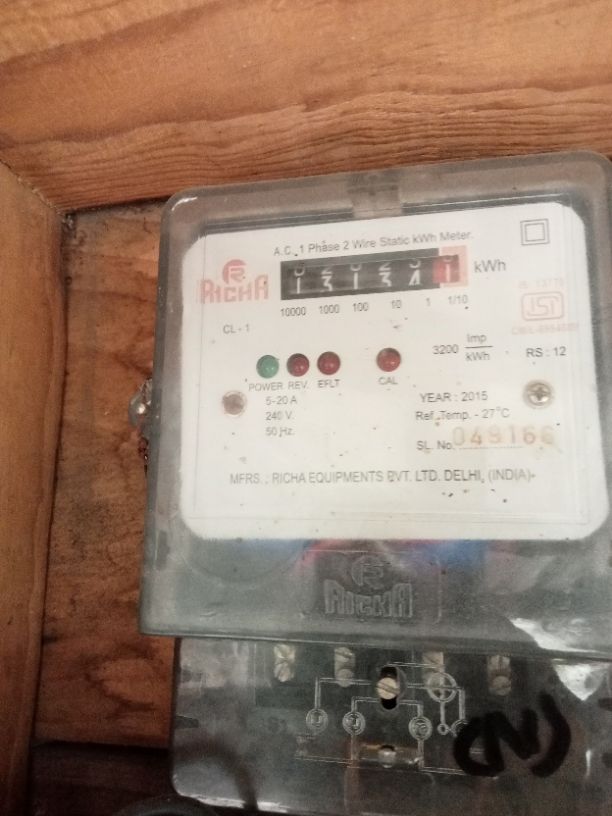 A.C. 1 Phase 2 Wire Static kWh Meter.
RICHA
1 3 1 3 4 1 kWh
10000 1000 100 10 1 1/10
ISI
CL - 1
3200 Imp/kWh
RS : 12
POWER REV. EFLT CAL
5-20 A
240 V.
50 Hz.
YEAR : 2015
Ref. Temp. - 27°C
SL. No. 049166
MFRS. : RICHA EQUIPMENTS PVT. LTD. DELHI, (INDIA)
RICHA
(N)